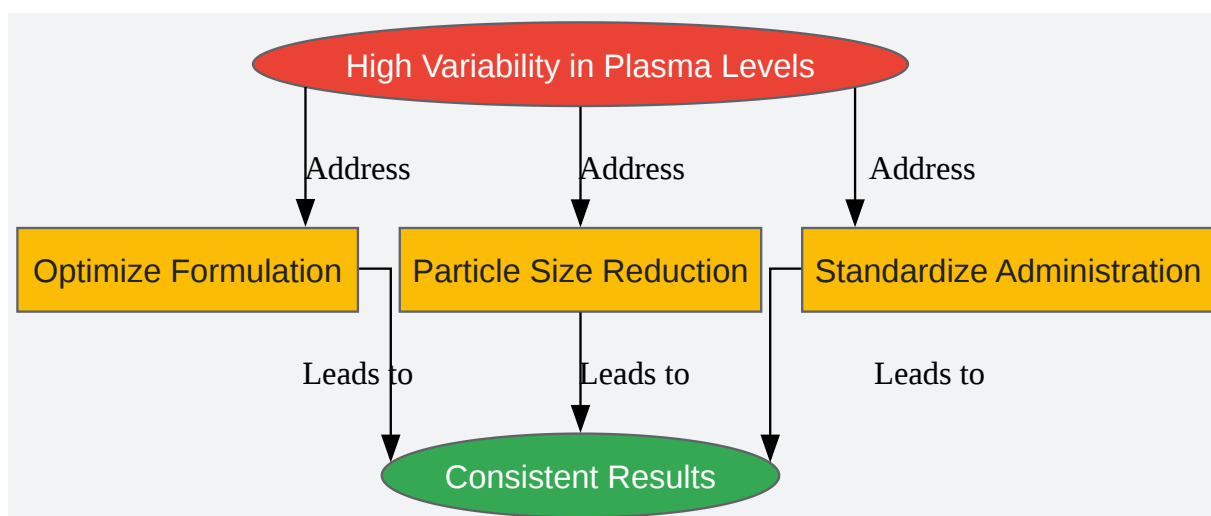 High Variability in Plasma Levels
Address
Address
Address
Optimize Formulation
Particle Size Reduction
Standardize Administration
Leads to
Leads to
Leads to
Consistent Results